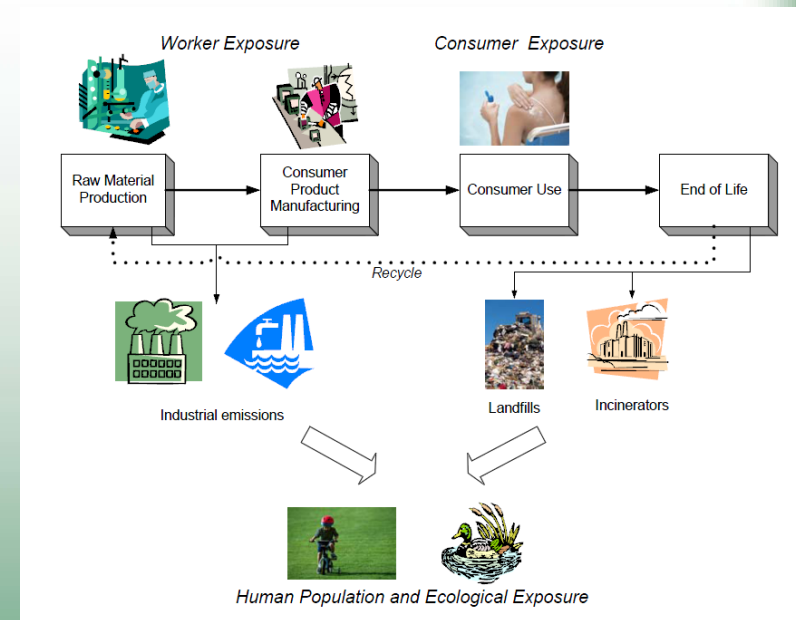 Worker Exposure
Consumer Exposure
Raw Material
Production
Consumer
Product
Manufacturing
Consumer Use
End of Life
Recycle
Industrial emissions
Landfills
Incinerators
Human Population and Ecological Exposure